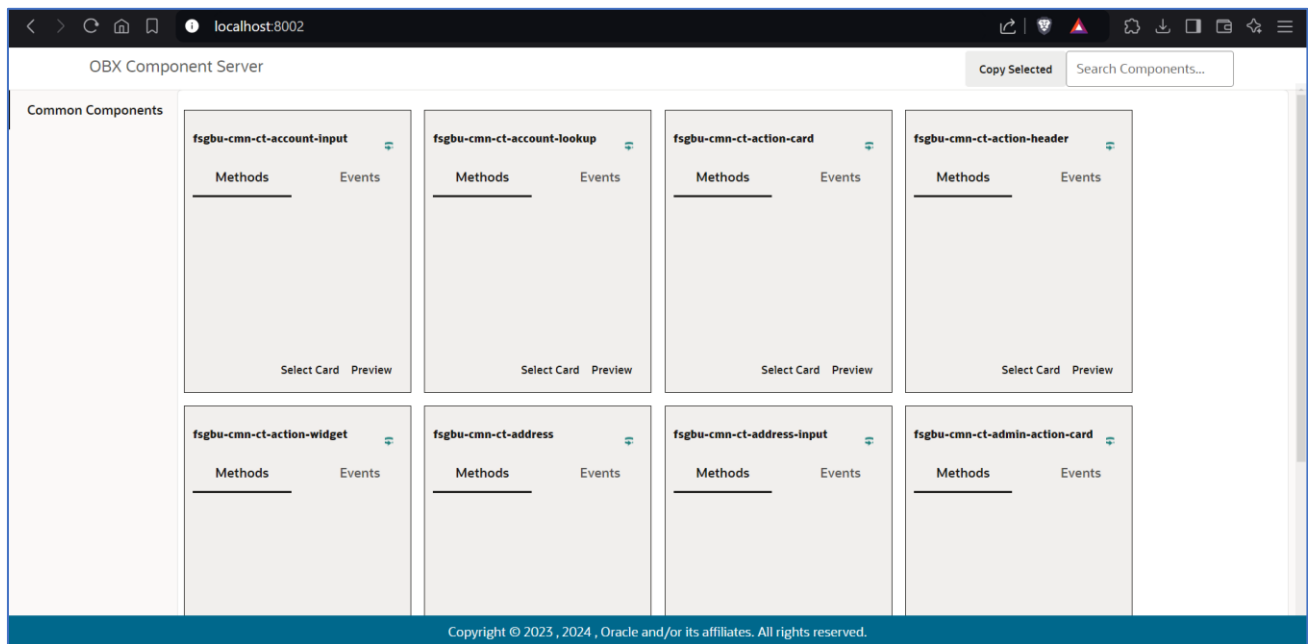 localhost:8002
OBX Component Server
Copy Selected
Search Components...
Common Components
fsgbu-cmn-ct-account-input
Methods Events
Select Card Preview
fsgbu-cmn-ct-account-lookup
Methods Events
Select Card Preview
fsgbu-cmn-ct-action-card
Methods Events
Select Card Preview
fsgbu-cmn-ct-action-header
Methods Events
Select Card Preview
fsgbu-cmn-ct-action-widget
Methods Events
fsgbu-cmn-ct-address
Methods Events
fsgbu-cmn-ct-address-input
Methods Events
fsgbu-cmn-ct-admin-action-card
Methods Events
Copyright © 2023 , 2024 , Oracle and/or its affiliates. All rights reserved.